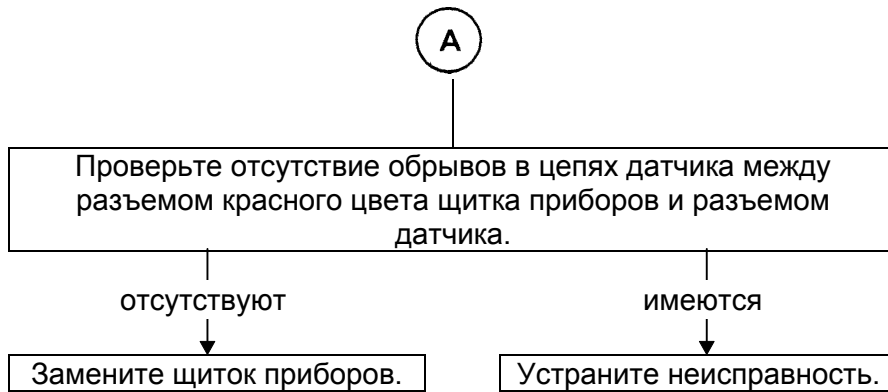 A
Проверьте отсутствие обрывов в цепях датчика между
разъемом красного цвета щитка приборов и разъемом
датчика.
отсутствуют
имеются
Замените щиток приборов.
Устраните неисправность.